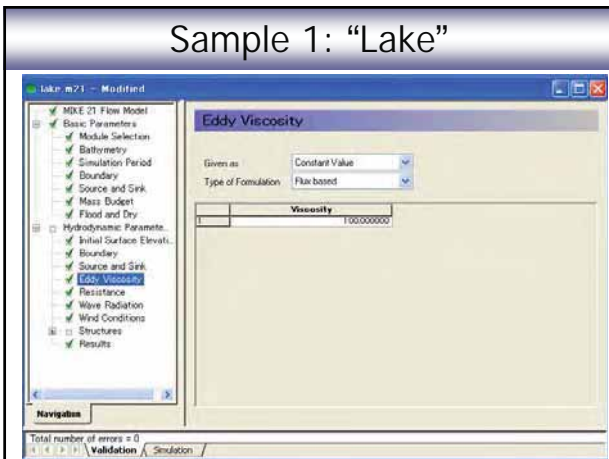 Sample 1: “Lake”
lake.m21 - Modified
MIKE 21 Flow Model
Basic Parameters
Module Selection
Bathymetry
Simulation Period
Boundary
Source and Sink
Mass Budget
Flood and Dry
Hydrodynamic Paramete..
Initial Surface Elevati..
Boundary
Source and Sink
Eddy Viscosity
Resistance
Wave Radiation
Wind Conditions
Structures
Results
Navigation
Eddy Viscosity
Given as Constant Value
Type of Formulation Flux based
Viscosity
1 100.000000
Total number of errors = 0
Validation Simulation